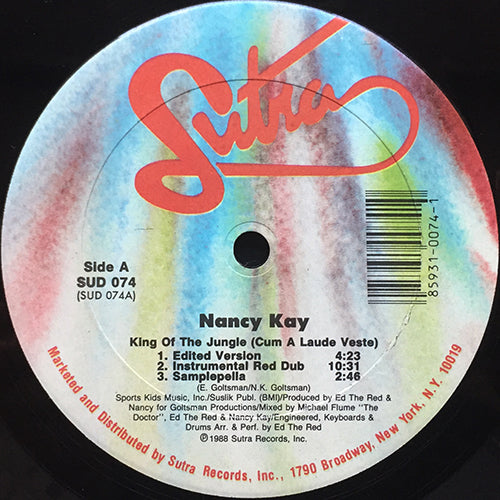 Sutra
Side A
SUD 074
(SUD 074A)
85931-0074-1
Nancy Kay
King Of The Jungle (Cum A Laude Veste)
1. Edited Version 4:23
2. Instrumental Red Dub 10:31
3. Samplepella 2:46
(E. Goltsman/N.K. Goltsman)
Sports Kids Music, Inc/Suslik Publ. (BMI)/Produced by Ed The Red &
Nancy for Goltsman Productions/Mixed by Michael Flume "The
Doctor", Ed The Red & Nancy Kay/Engineered, Keyboards &
Drums Arr. & Perf. by Ed The Red
℗1988 Sutra Records, Inc.
Marketed and Distributed by Sutra Records, Inc., 1790 Broadway, New York, N.Y. 10019